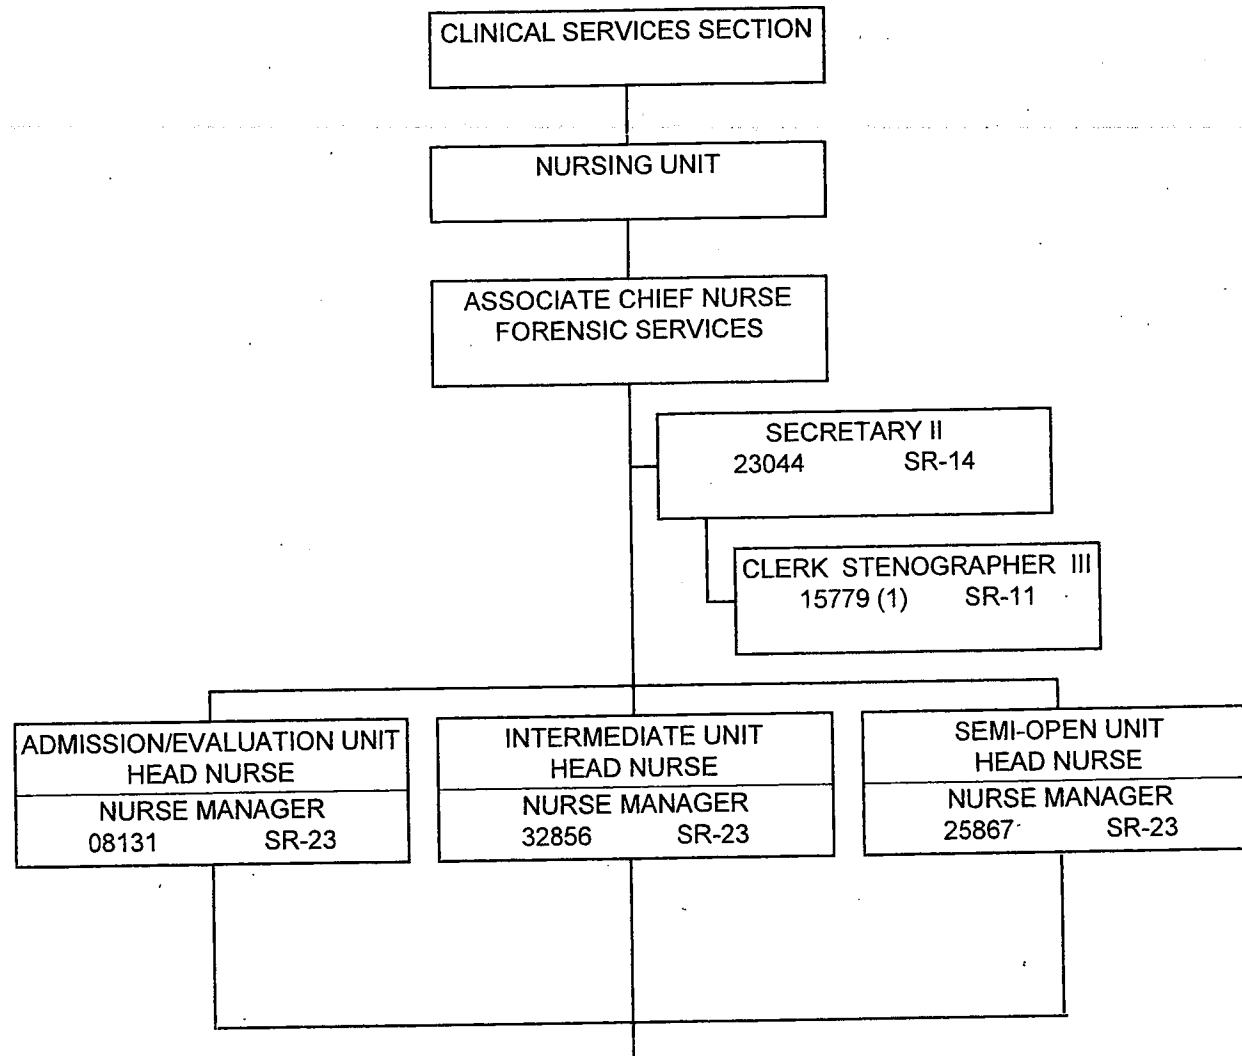 CLINICAL SERVICES SECTION
NURSING UNIT
ASSOCIATE CHIEF NURSE
FORENSIC SERVICES
SECRETARY II
23044 SR-14
CLERK STENOGRAPHER III
15779 (1) SR-11
ADMISSION/EVALUATION UNIT
HEAD NURSE
NURSE MANAGER
08131 SR-23
INTERMEDIATE UNIT
HEAD NURSE
NURSE MANAGER
32856 SR-23
SEMI-OPEN UNIT
HEAD NURSE
NURSE MANAGER
25867 SR-23